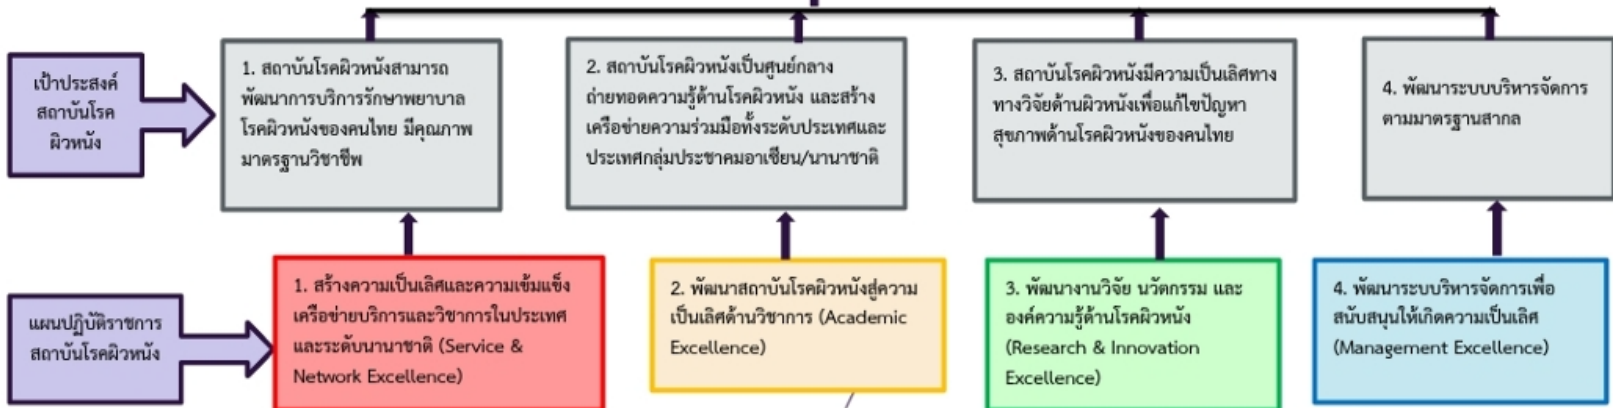 เป้าประสงค์
สถาบันโรค
ผิวหนัง
1. สถาบันโรคผิวหนังสามารถ
พัฒนาการบริการรักษาพยาบาล
โรคผิวหนังของคนไทย มีคุณภาพ
มาตรฐานวิชาชีพ
2. สถาบันโรคผิวหนังเป็นศูนย์กลาง
ถ่ายทอดความรู้ด้านโรคผิวหนัง และสร้าง
เครือข่ายความร่วมมือทั้งระดับประเทศและ
ประเทศกลุ่มประชาคมอาเซียน/นานาชาติ
3. สถาบันโรคผิวหนังมีความเป็นเลิศทาง
ทางวิจัยด้านผิวหนังเพื่อแก้ไขปัญหา
สุขภาพด้านโรคผิวหนังของคนไทย
4. พัฒนาระบบบริหารจัดการ
ตามมาตรฐานสากล
แผนปฏิบัติราชการ
สถาบันโรคผิวหนัง
1. สร้างความเป็นเลิศและความเข้มแข็ง
เครือข่ายบริการและวิชาการในประเทศ
และระดับนานาชาติ (Service &
Network Excellence)
2. พัฒนาสถาบันโรคผิวหนังสู่ความ
เป็นเลิศด้านวิชาการ (Academic
Excellence)
3. พัฒนางานวิจัย นวัตกรรม และ
องค์ความรู้ด้านโรคผิวหนัง
(Research & Innovation
Excellence)
4. พัฒนาระบบบริหารจัดการเพื่อ
สนับสนุนให้เกิดความเป็นเลิศ
(Management Excellence)